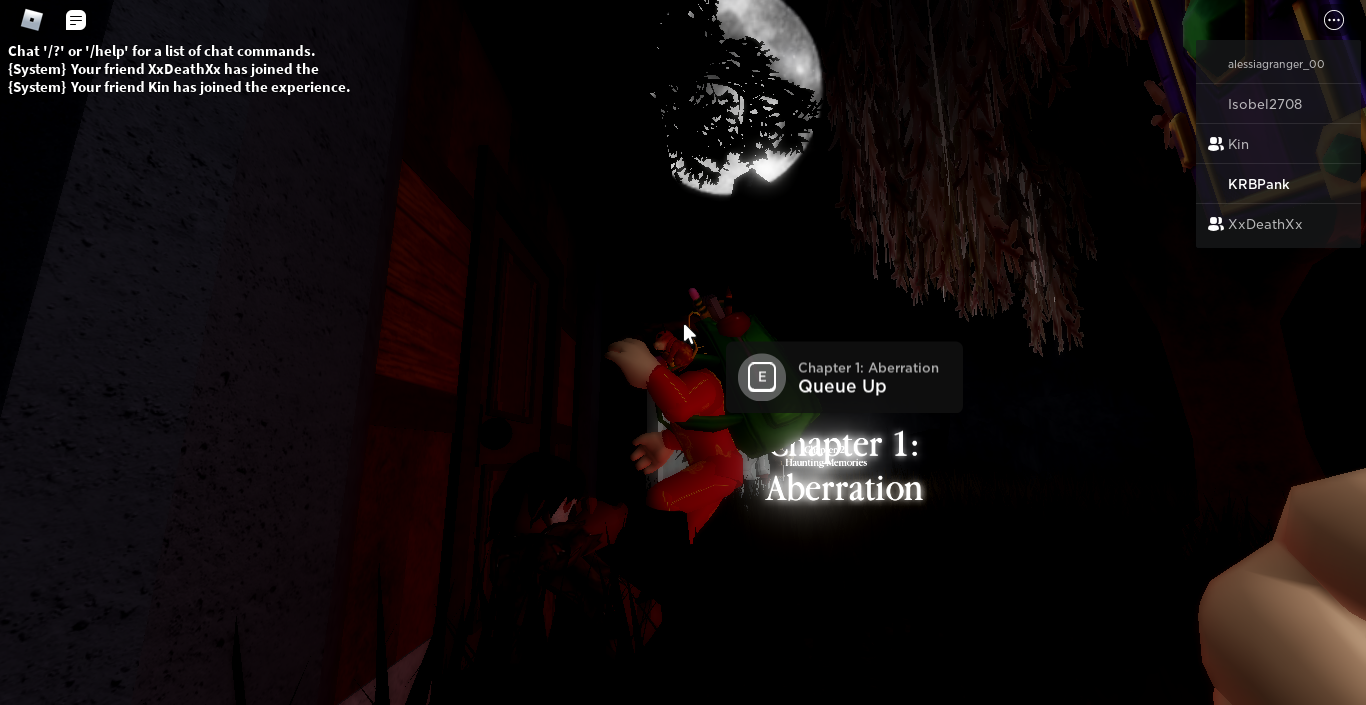 Chat '/?' or '/help' for a list of chat commands.
{System} Your friend XxDeathXx has joined the
{System} Your friend Kin has joined the experience.
alessiagranger_00
Isobel2708
Kin
KRBPank
XxDeathXx
E
Chapter 1: Aberration
Queue Up
Chapter 1:
Haunting Memories
Aberration